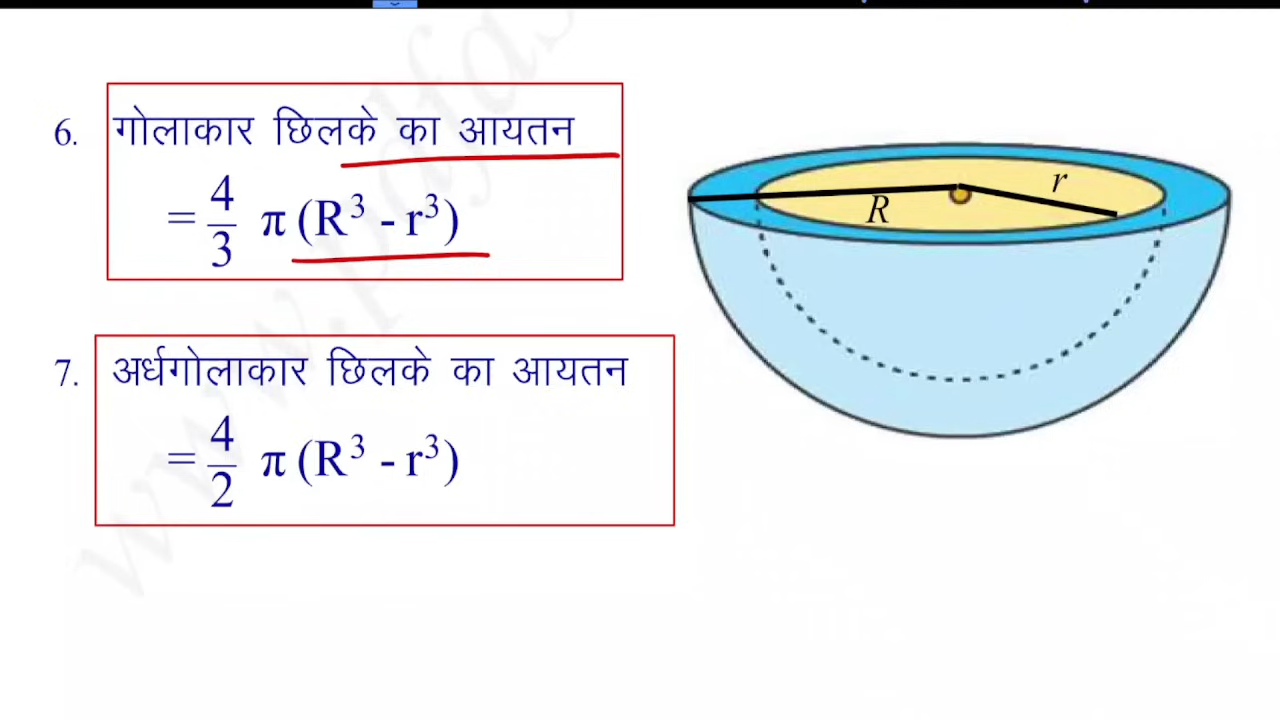 6. गोलाकार छिलके का आयतन
= 4/3 π (R³ - r³)
R
r
7. अर्धगोलाकार छिलके का आयतन
= 4/2 π (R³ - r³)